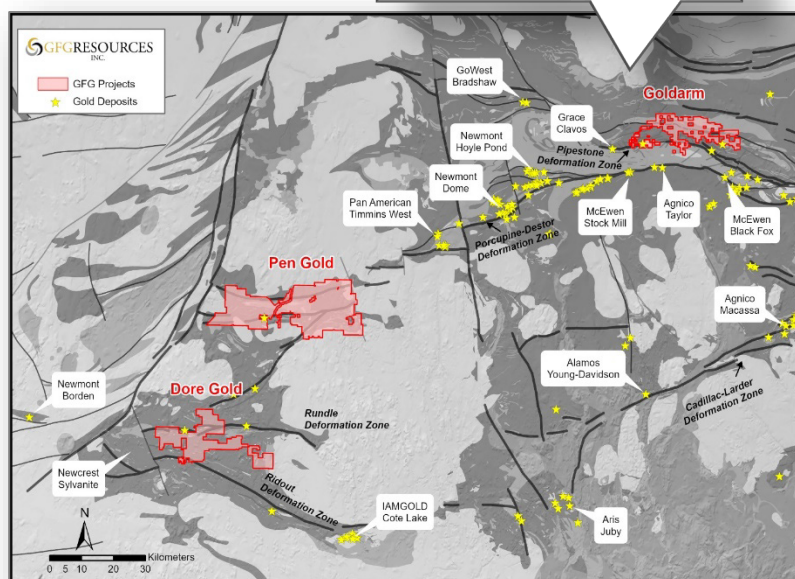 GFG RESOURCES
INC.
GFG Projects
Gold Deposits
GoWest
Bradshaw
Goldarm
Grace
Clavos
Newmont
Hoyle Pond
Pipestone
Deformation Zone
Newmont
Dome
Pan American
Timmins West
Porcupine-Destor
Deformation Zone
McEwen
Stock Mill
Agnico
Taylor
McEwen
Black Fox
Pen Gold
Agnico
Macassa
Dore Gold
Alamos
Young-Davidson
Cadillac-Larder
Deformation Zone
Newmont
Borden
Rundle
Deformation Zone
Newcrest
Sylvanite
Ridout
Deformation Zone
IAMGOLD
Cote Lake
Aris
Juby
N
Kilometers
0 5 10 20 30